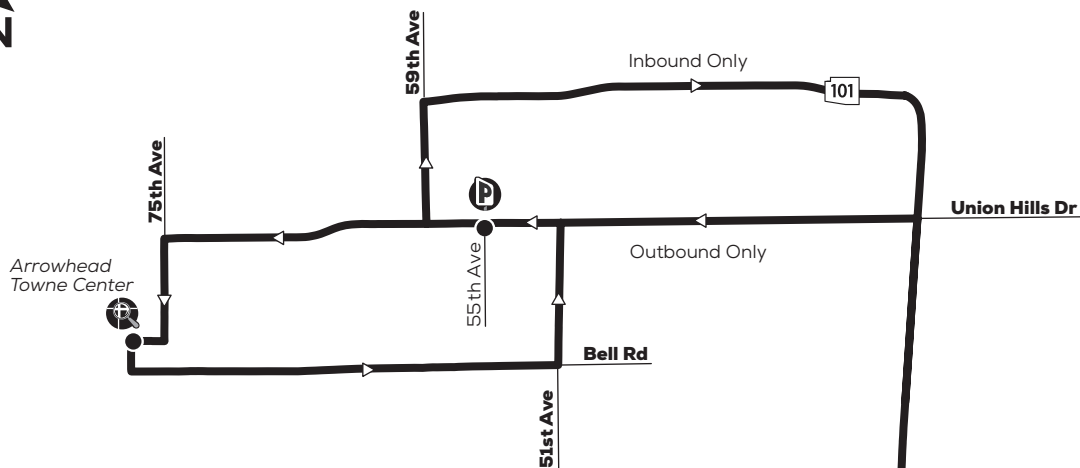 N
59th Ave
Inbound Only
101
75th Ave
P
Union Hills Dr
Outbound Only
Arrowhead
Towne Center
55th Ave
Bell Rd
51st Ave